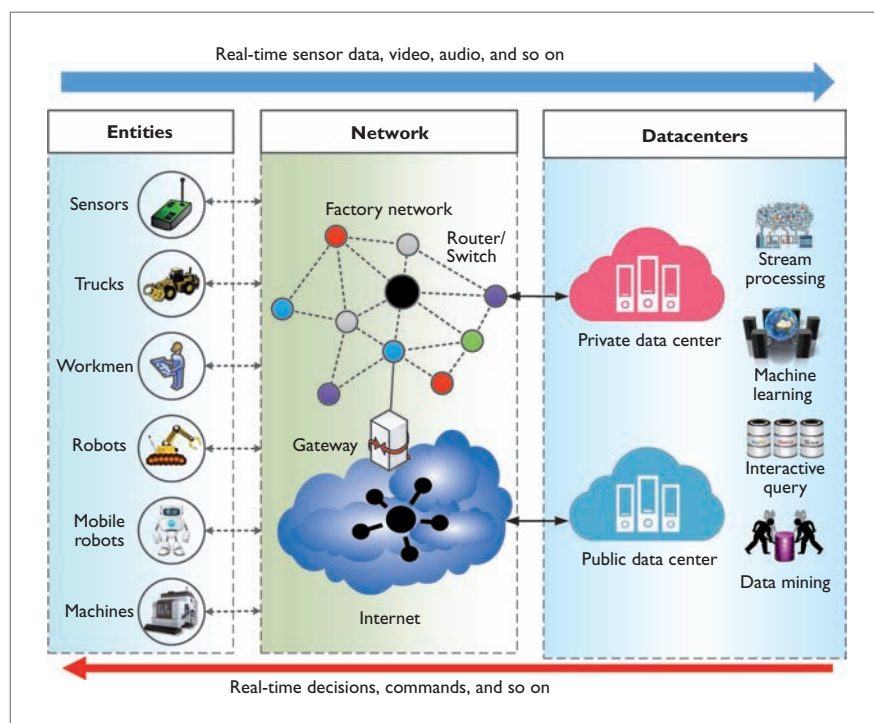 Real-time sensor data, video, audio, and so on
Entities
Network
Datacenters
Sensors
Trucks
Workmen
Robots
Mobile
robots
Machines
Factory network
Router/
Switch
Gateway
Internet
Private data center
Public data center
Stream
processing
Machine
learning
Interactive
query
Data mining
Real-time decisions, commands, and so on